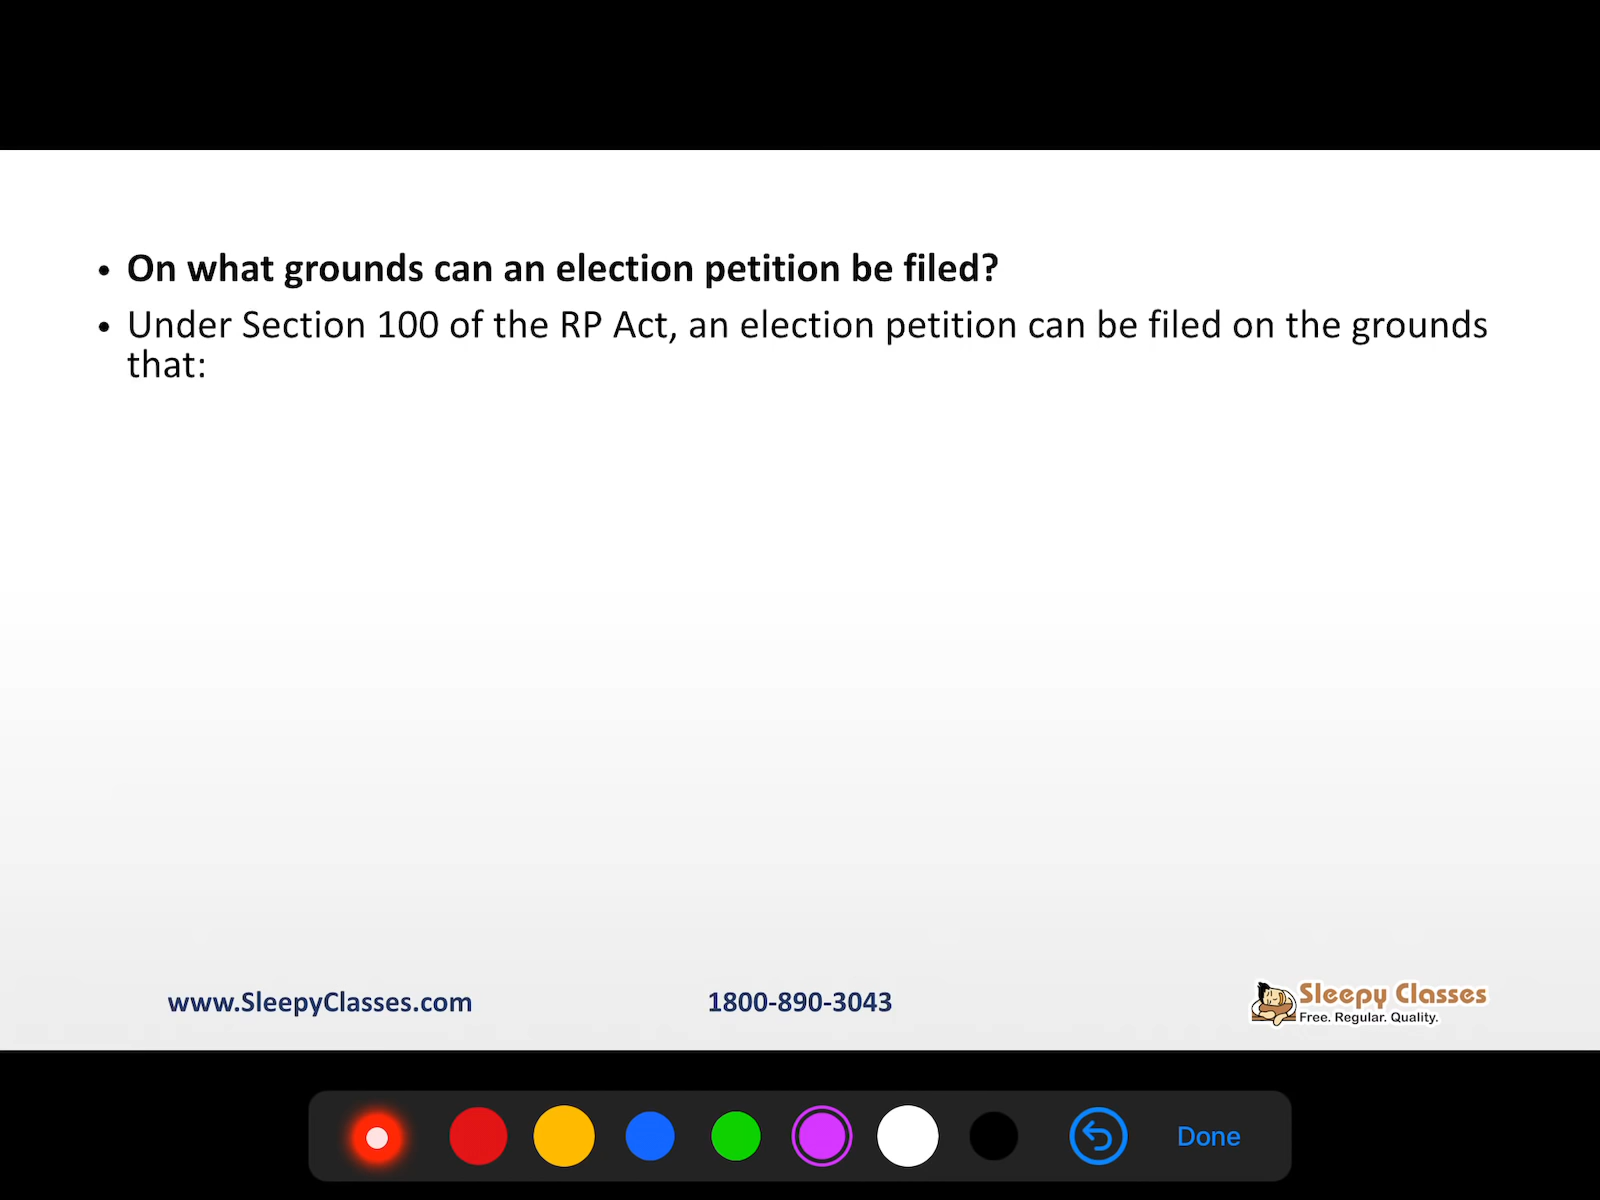 • On what grounds can an election petition be filed?
• Under Section 100 of the RP Act, an election petition can be filed on the grounds
that:
www.SleepyClasses.com
1800-890-3043
Sleepy Classes
Free. Regular. Quality.
Done